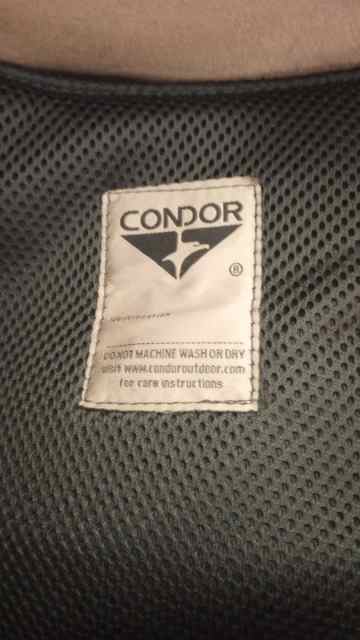 CONDOR
®
DO NOT MACHINE WASH OR DRY
visit www.condoroutdoor.com
for care instructions